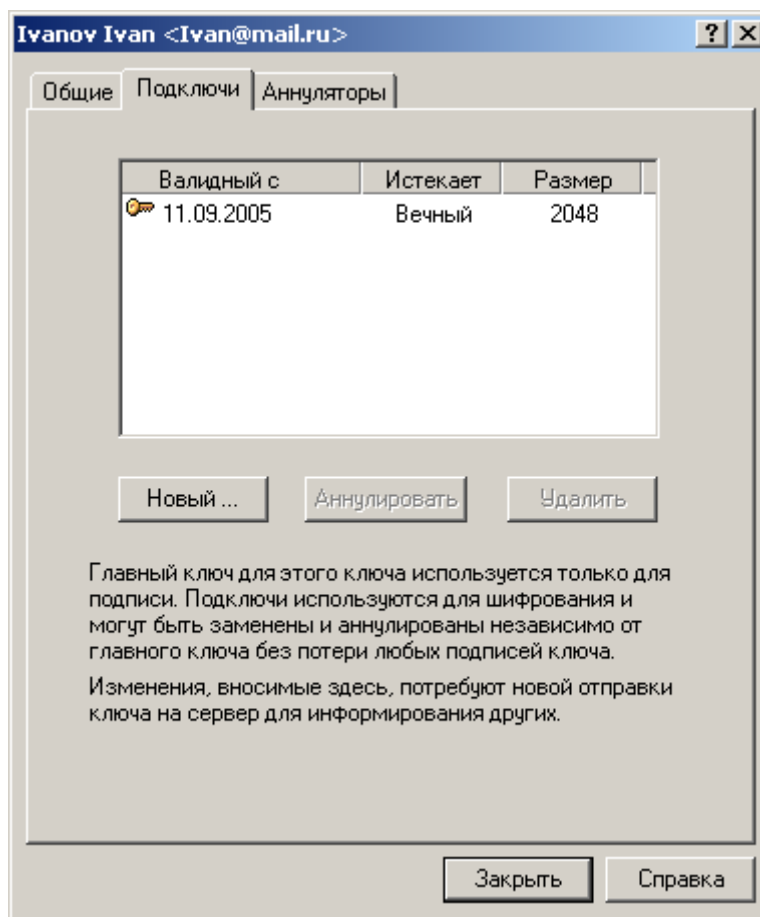 Ivanov Ivan <Ivan@mail.ru>
Общие Подключи Аннуляторы
Валидный с Истекает Размер
11.09.2005 Вечный 2048
Новый ... Аннулировать Удалить
Главный ключ для этого ключа используется только для
подписи. Подключи используются для шифрования и
могут быть заменены и аннулированы независимо от
главного ключа без потери любых подписей ключа.
Изменения, вносимые здесь, потребуют новой отправки
ключа на сервер для информирования других.
Закрыть Справка